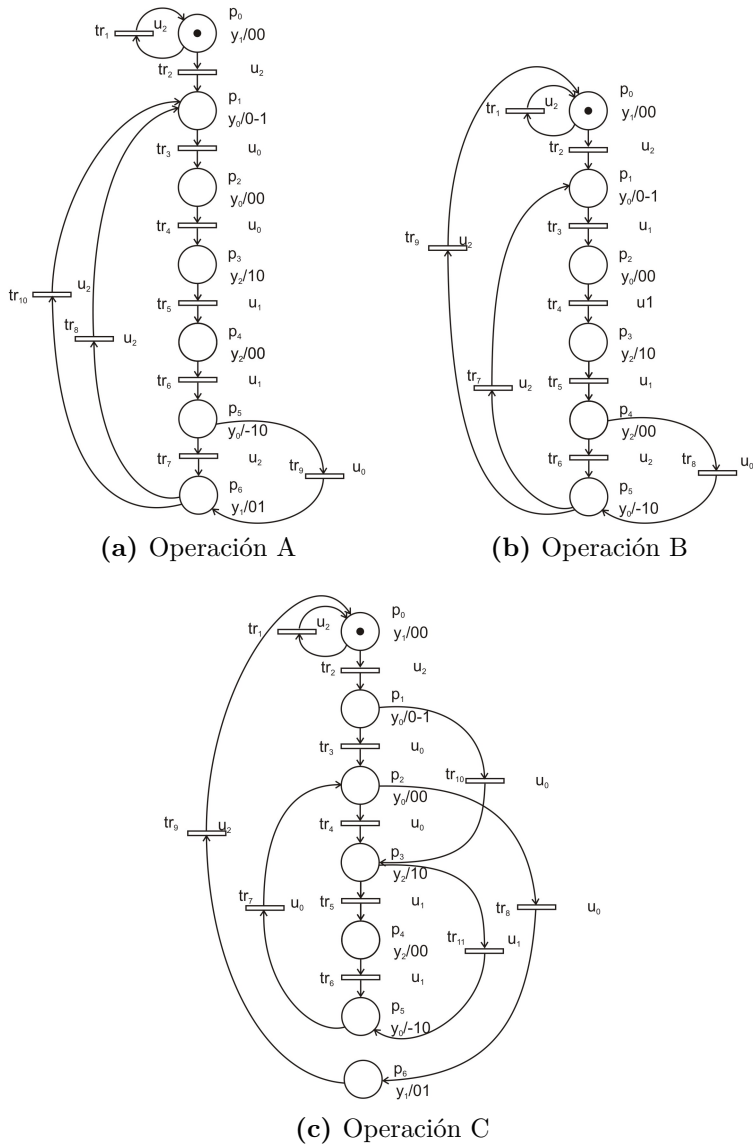 p₀
tr₁ u₂ y₁/00
tr₂ u₂
p₁
y₀/0-1
tr₃ u₀
p₂
y₀/00
tr₄ u₀
p₃
y₂/10
tr₁₀ u₂
tr₅ u₁
tr₈ u₂
p₄
y₂/00
tr₆ u₁
p₅
y₀/-10
tr₇ u₂
tr₉ u₀
p₆
y₁/01
(a) Operación A
p₀
tr₁ u₂ y₁/00
tr₂ u₂
p₁
y₀/0-1
tr₃ u₁
tr₉ u₂
p₂
y₀/00
tr₄ u1
p₃
y₂/10
tr₇ u₂
tr₅ u₁
p₄
y₂/00
tr₆ u₂
tr₈ u₀
p₅
y₀/-10
(b) Operación B
p₀
tr₁ u₂ y₁/00
tr₂ u₂
p₁
y₀/0-1
tr₃ u₀
tr₁₀ u₀
p₂
y₀/00
tr₉ u₂
tr₄ u₀
p₃
y₂/10
tr₇ u₀
tr₅ u₁
tr₈ u₀
p₄
y₂/00
tr₁₁ u₁
tr₆ u₁
p₅
y₀/-10
p₆
y₁/01
(c) Operación C